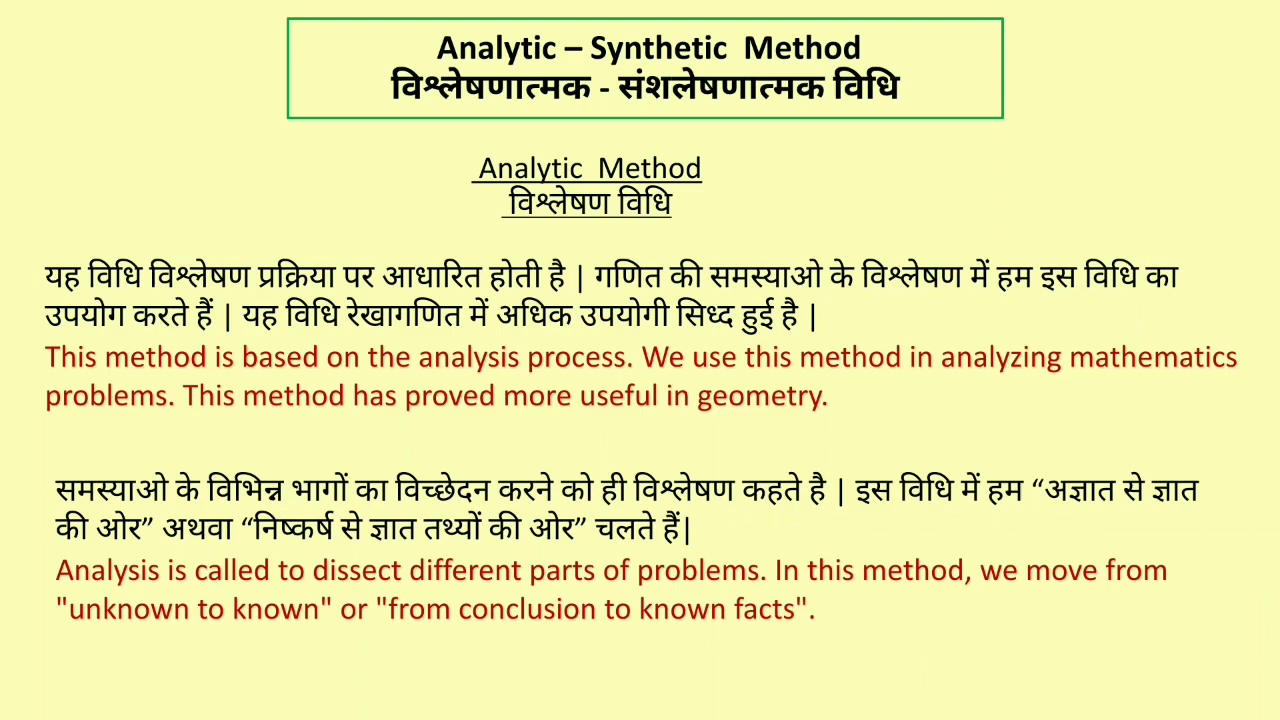 Analytic – Synthetic Method
विश्लेषणात्मक - संशलेषणात्मक विधि
Analytic Method
विश्लेषण विधि
यह विधि विश्लेषण प्रक्रिया पर आधारित होती है | गणित की समस्याओ के विश्लेषण में हम इस विधि का
उपयोग करते हैं | यह विधि रेखागणित में अधिक उपयोगी सिध्द हुई है |
This method is based on the analysis process. We use this method in analyzing mathematics
problems. This method has proved more useful in geometry.
समस्याओ के विभिन्न भागों का विच्छेदन करने को ही विश्लेषण कहते है | इस विधि में हम “अज्ञात से ज्ञात
की ओर” अथवा “निष्कर्ष से ज्ञात तथ्यों की ओर” चलते हैं|
Analysis is called to dissect different parts of problems. In this method, we move from
"unknown to known" or "from conclusion to known facts".